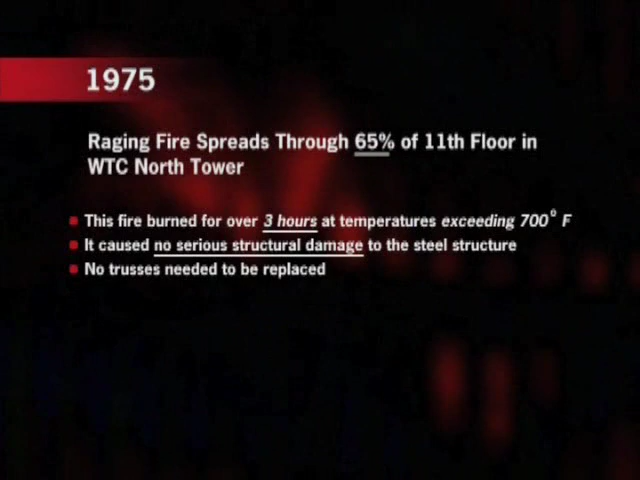 1975
Raging Fire Spreads Through 65% of 11th Floor in
WTC North Tower
This fire burned for over 3 hours at temperatures exceeding 700° F
It caused no serious structural damage to the steel structure
No trusses needed to be replaced